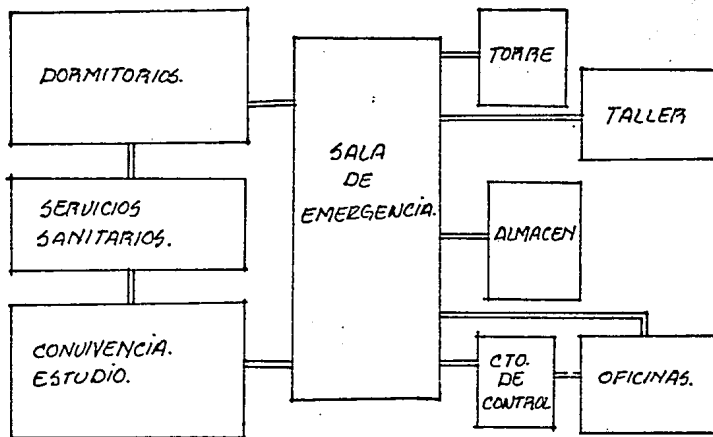 DORMITORIOS.
SERVICIOS
SANITARIOS.
CONVIVENCIA.
ESTUDIO.
SALA
DE
EMERGENCIA.
TORRE
TALLER
ALMACEN
CTO.
DE
CONTROL
OFICINAS.